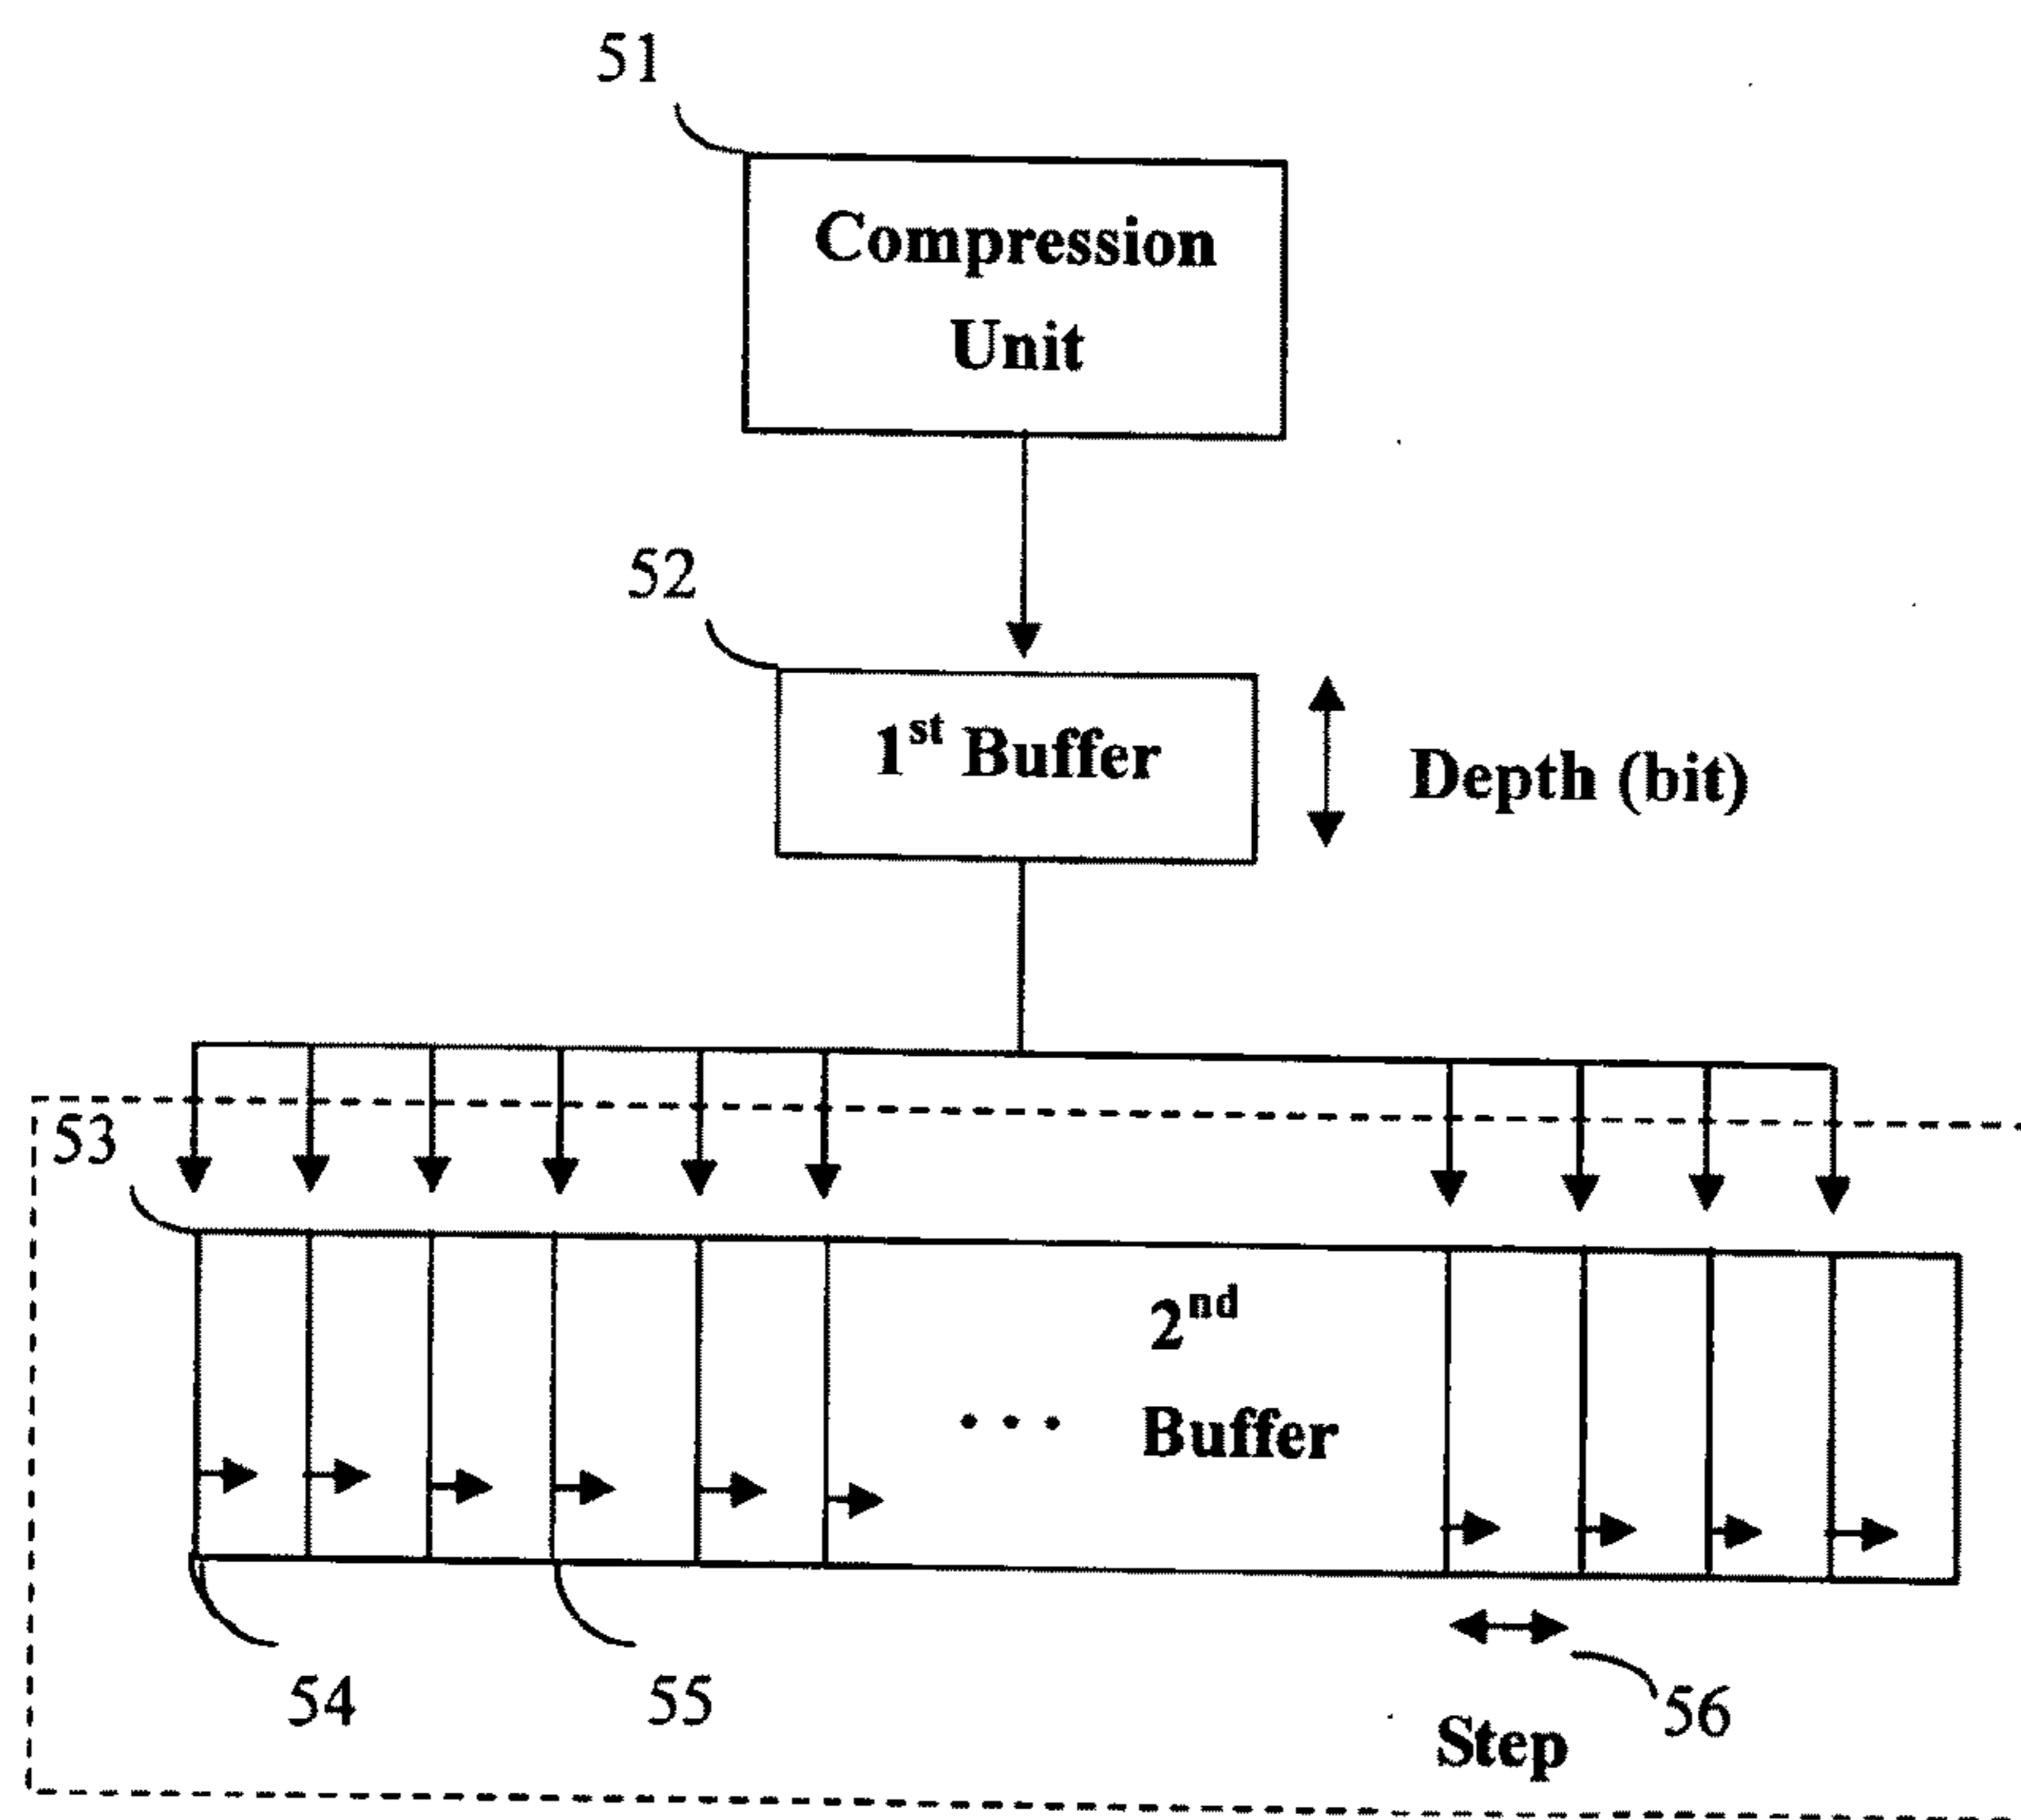 51
Compression
Unit
52
1st Buffer
Depth (bit)
53
2nd
Buffer
...
54
55
56
Step